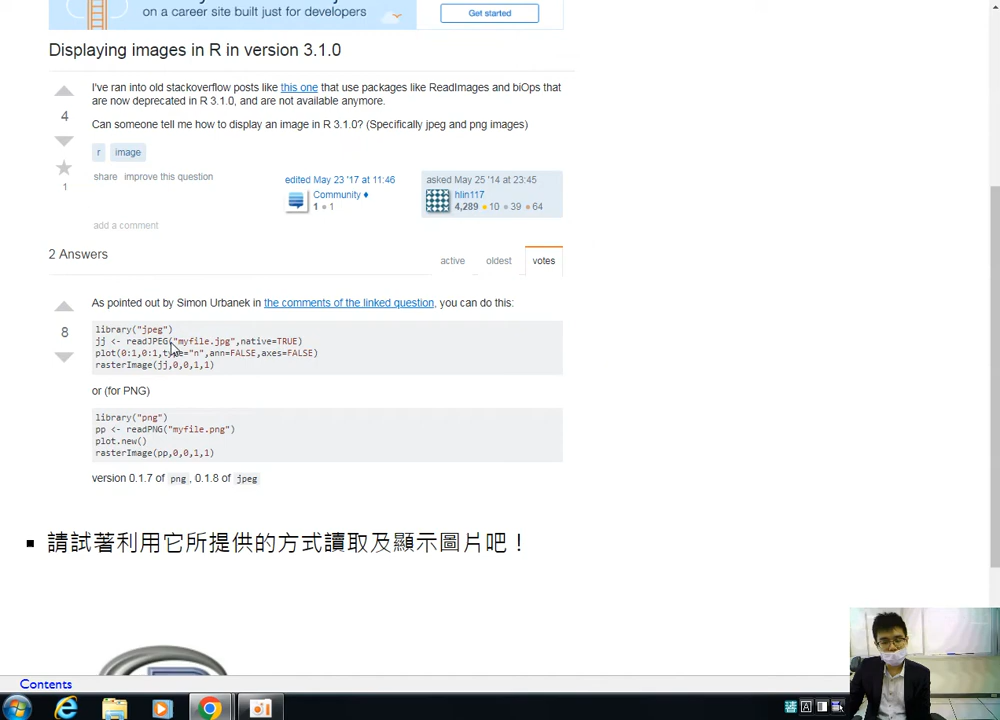 on a career site built just for developers
Get started
Displaying images in R in version 3.1.0
I've ran into old stackoverflow posts like this one that use packages like ReadImages and biOps that
are now deprecated in R 3.1.0, and are not available anymore.
4
Can someone tell me how to display an image in R 3.1.0? (Specifically jpeg and png images)
r image
1
share improve this question
edited May 23 '17 at 11:46
Community ♦
1 ● 1
asked May 25 '14 at 23:45
hlin117
4,289 ● 10 ● 39 ● 64
add a comment
2 Answers
active oldest votes
As pointed out by Simon Urbanek in the comments of the linked question, you can do this:
8
library("jpeg")
jj <- readJPEG("myfile.jpg",native=TRUE)
plot(0:1,0:1,type="n",ann=FALSE,axes=FALSE)
rasterImage(jj,0,0,1,1)
or (for PNG)
library("png")
pp <- readPNG("myfile.png")
plot.new()
rasterImage(pp,0,0,1,1)
version 0.1.7 of png, 0.1.8 of jpeg
▪ 請試著利用它所提供的方式讀取及顯示圖片吧！
Contents